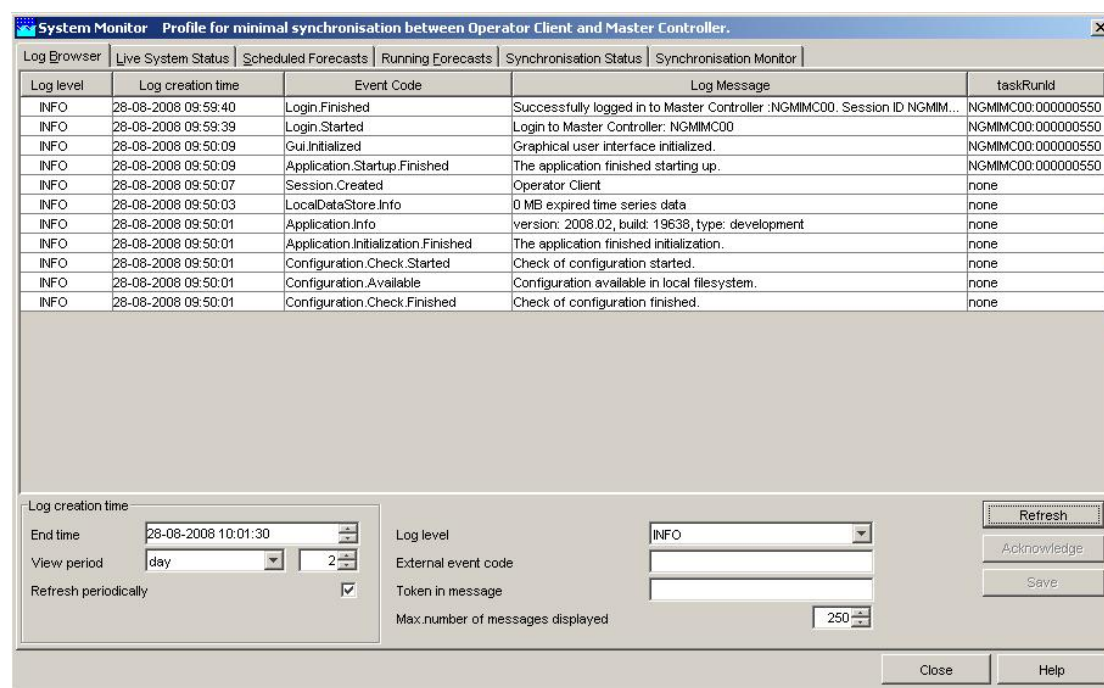 System Monitor Profile for minimal synchronisation between Operator Client and Master Controller.
Log Browser Live System Status Scheduled Forecasts Running Forecasts Synchronisation Status Synchronisation Monitor
Log level Log creation time Event Code Log Message taskRunId
INFO 28-08-2008 09:59:40 Login.Finished Successfully logged in to Master Controller :NGMIMC00. Session ID NGMIM... NGMIMC00:000000550
INFO 28-08-2008 09:59:39 Login.Started Login to Master Controller: NGMIMC00 NGMIMC00:000000550
INFO 28-08-2008 09:50:09 Gui.Initialized Graphical user interface initialized. NGMIMC00:000000550
INFO 28-08-2008 09:50:09 Application.Startup.Finished The application finished starting up. NGMIMC00:000000550
INFO 28-08-2008 09:50:07 Session.Created Operator Client none
INFO 28-08-2008 09:50:03 LocalDataStore.Info 0 MB expired time series data none
INFO 28-08-2008 09:50:01 Application.Info version: 2008.02, build: 19638, type: development none
INFO 28-08-2008 09:50:01 Application.Initialization.Finished The application finished initialization. none
INFO 28-08-2008 09:50:01 Configuration.Check.Started Check of configuration started. none
INFO 28-08-2008 09:50:01 Configuration.Available Configuration available in local filesystem. none
INFO 28-08-2008 09:50:01 Configuration.Check.Finished Check of configuration finished. none
Log creation time
End time 28-08-2008 10:01:30
View period day 2
Refresh periodically
Log level INFO
External event code
Token in message
Max.number of messages displayed 250
Refresh
Acknowledge
Save
Close Help